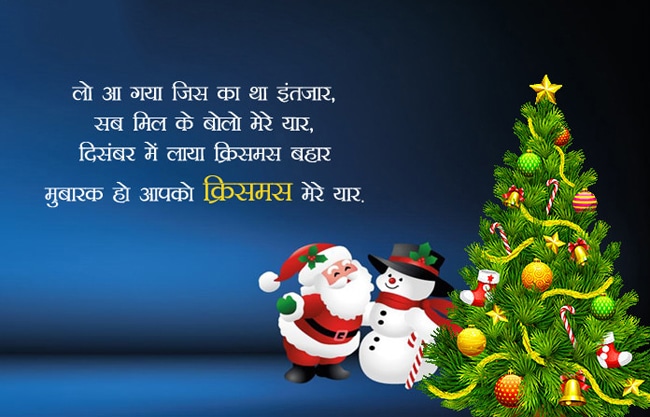 लो आ गया जिस का था इंतजार,
सब मिल के बोलो मेरे यार,
दिसंबर में लाया क्रिसमस बहार
मुबारक हो आपको क्रिसमस मेरे यार.